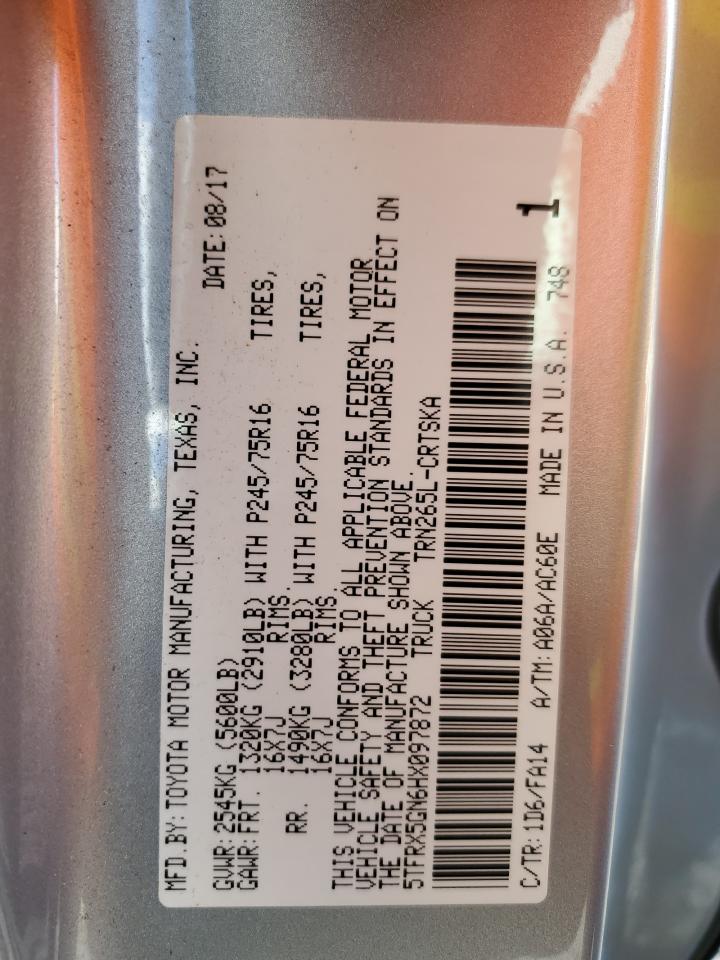 MFD.BY: TOYOTA MOTOR MANUFACTURING, TEXAS, INC.
DATE: 08/17
GVWR: 2545KG (5600LB)
GAWR: FRT. 1320KG (2910LB) WITH P245/75R16 TIRES,
16X7J RIMS.
RR. 1490KG (3280LB) WITH P245/75R16 TIRES,
16X7J RIMS.
THIS VEHICLE CONFORMS TO ALL APPLICABLE FEDERAL MOTOR
VEHICLE SAFETY AND THEFT PREVENTION STANDARDS IN EFFECT ON
THE DATE OF MANUFACTURE SHOWN ABOVE.
5TFRX5GN6HX097872 TRUCK TRN265L-CRTSKA
1
C/TR: 1D6/FA14 A/TM: A06A/AC60E MADE IN U.S.A. 748